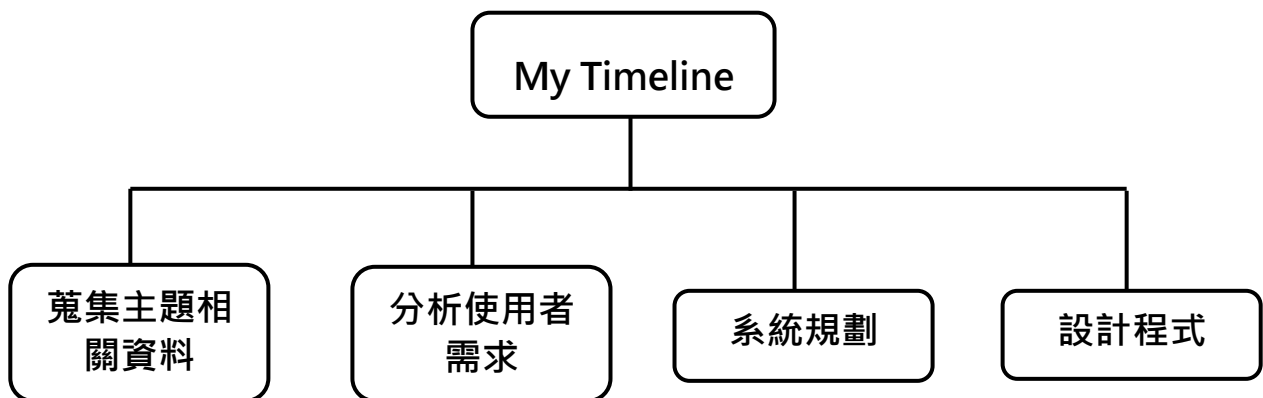 My Timeline
蒐集主題相
關資料
分析使用者
需求
系統規劃
設計程式